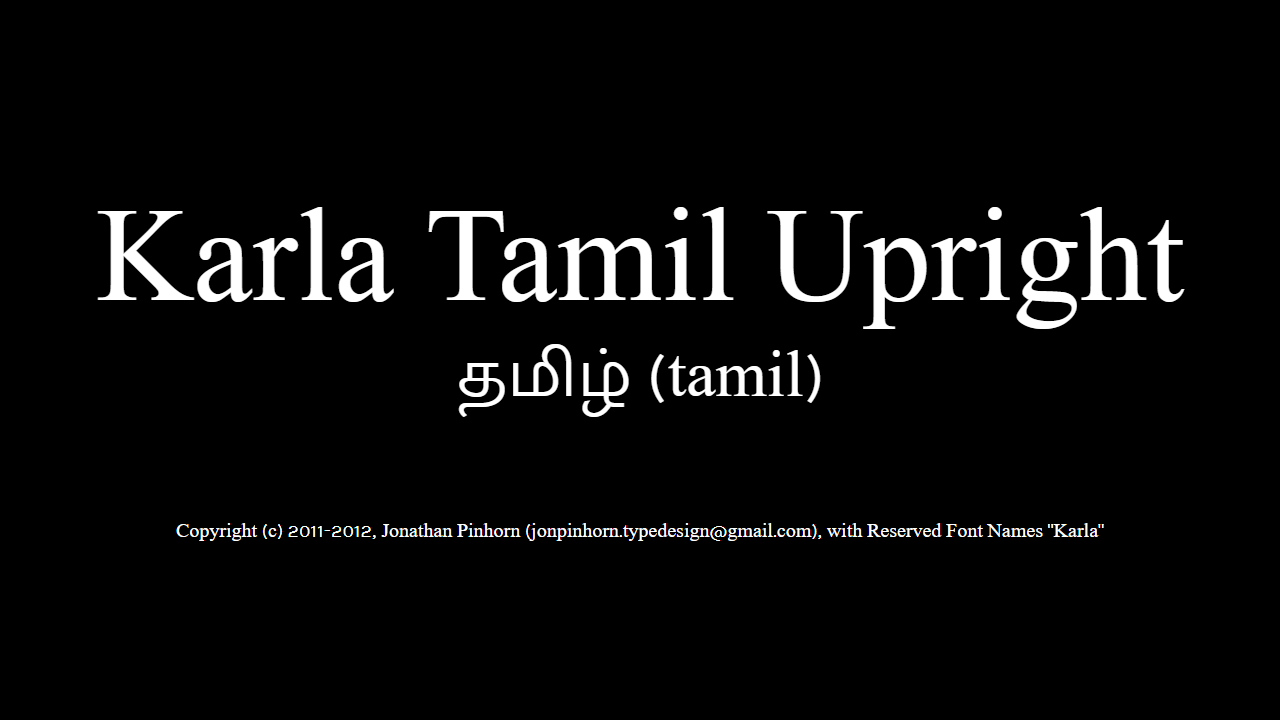 Karla Tamil Upright
தமிழ் (tamil)
Copyright (c) 2011-2012, Jonathan Pinhorn (jonpinhorn.typedesign@gmail.com), with Reserved Font Names "Karla"